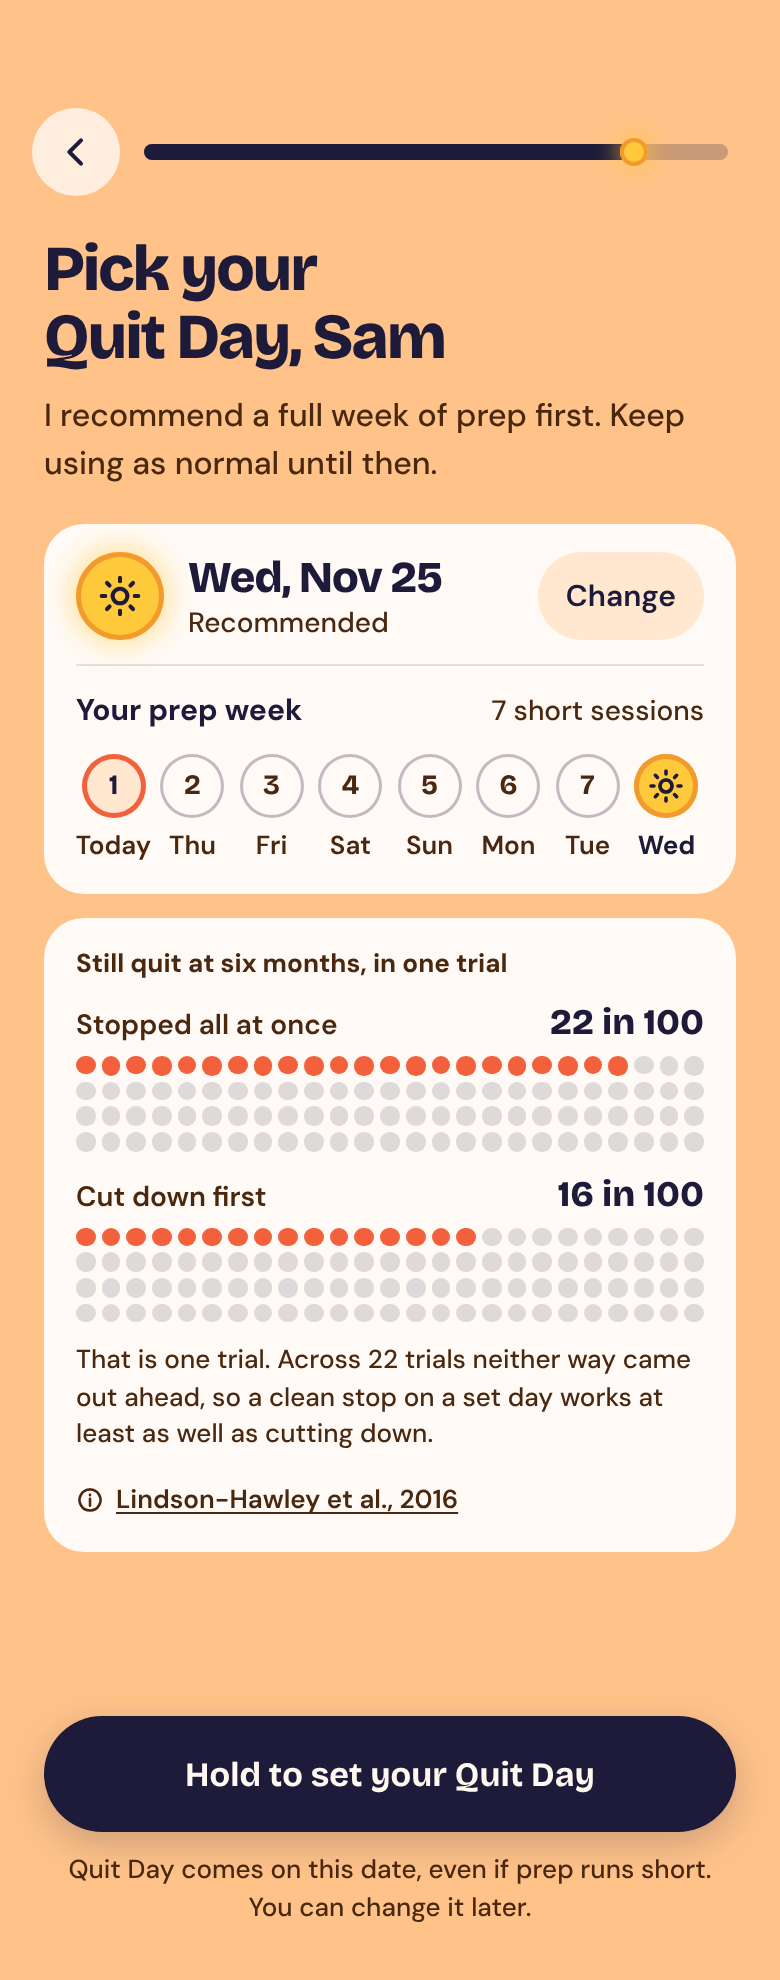 Pick your
Quit Day, Sam
I recommend a full week of prep first. Keep
using as normal until then.
Wed, Nov 25
Recommended
Change
Your prep week
7 short sessions
1 2 3 4 5 6 7
Today Thu Fri Sat Sun Mon Tue Wed
Still quit at six months, in one trial
Stopped all at once
22 in 100
Cut down first
16 in 100
That is one trial. Across 22 trials neither way came
out ahead, so a clean stop on a set day works at
least as well as cutting down.
Lindson-Hawley et al., 2016
Hold to set your Quit Day
Quit Day comes on this date, even if prep runs short.
You can change it later.